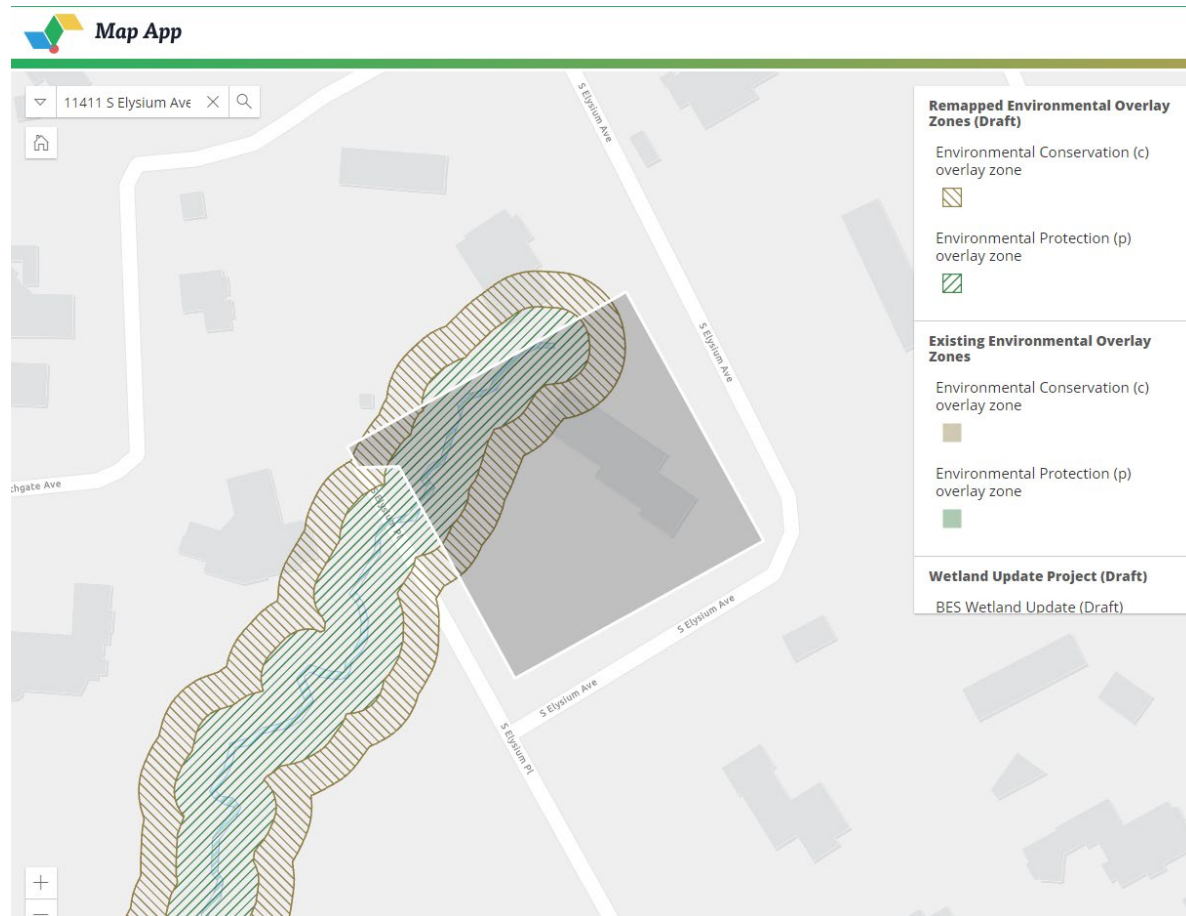 Map App
11411 S Elysium Ave
S Elysium Ave
S Elysium Ave
chgate Ave
S Elysium Pl
S Elysium Ave
S Elysium Ave
S Elysium Pl
Remapped Environmental Overlay
Zones (Draft)
Environmental Conservation (c)
overlay zone
Environmental Protection (p)
overlay zone
Existing Environmental Overlay
Zones
Environmental Conservation (c)
overlay zone
Environmental Protection (p)
overlay zone
Wetland Update Project (Draft)
BES Wetland Update (Draft)